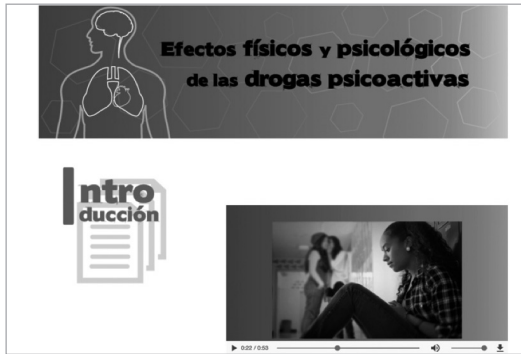 Efectos físicos y psicológicos
de las drogas psicoactivas
Intro
ducción
0:22 / 0:53